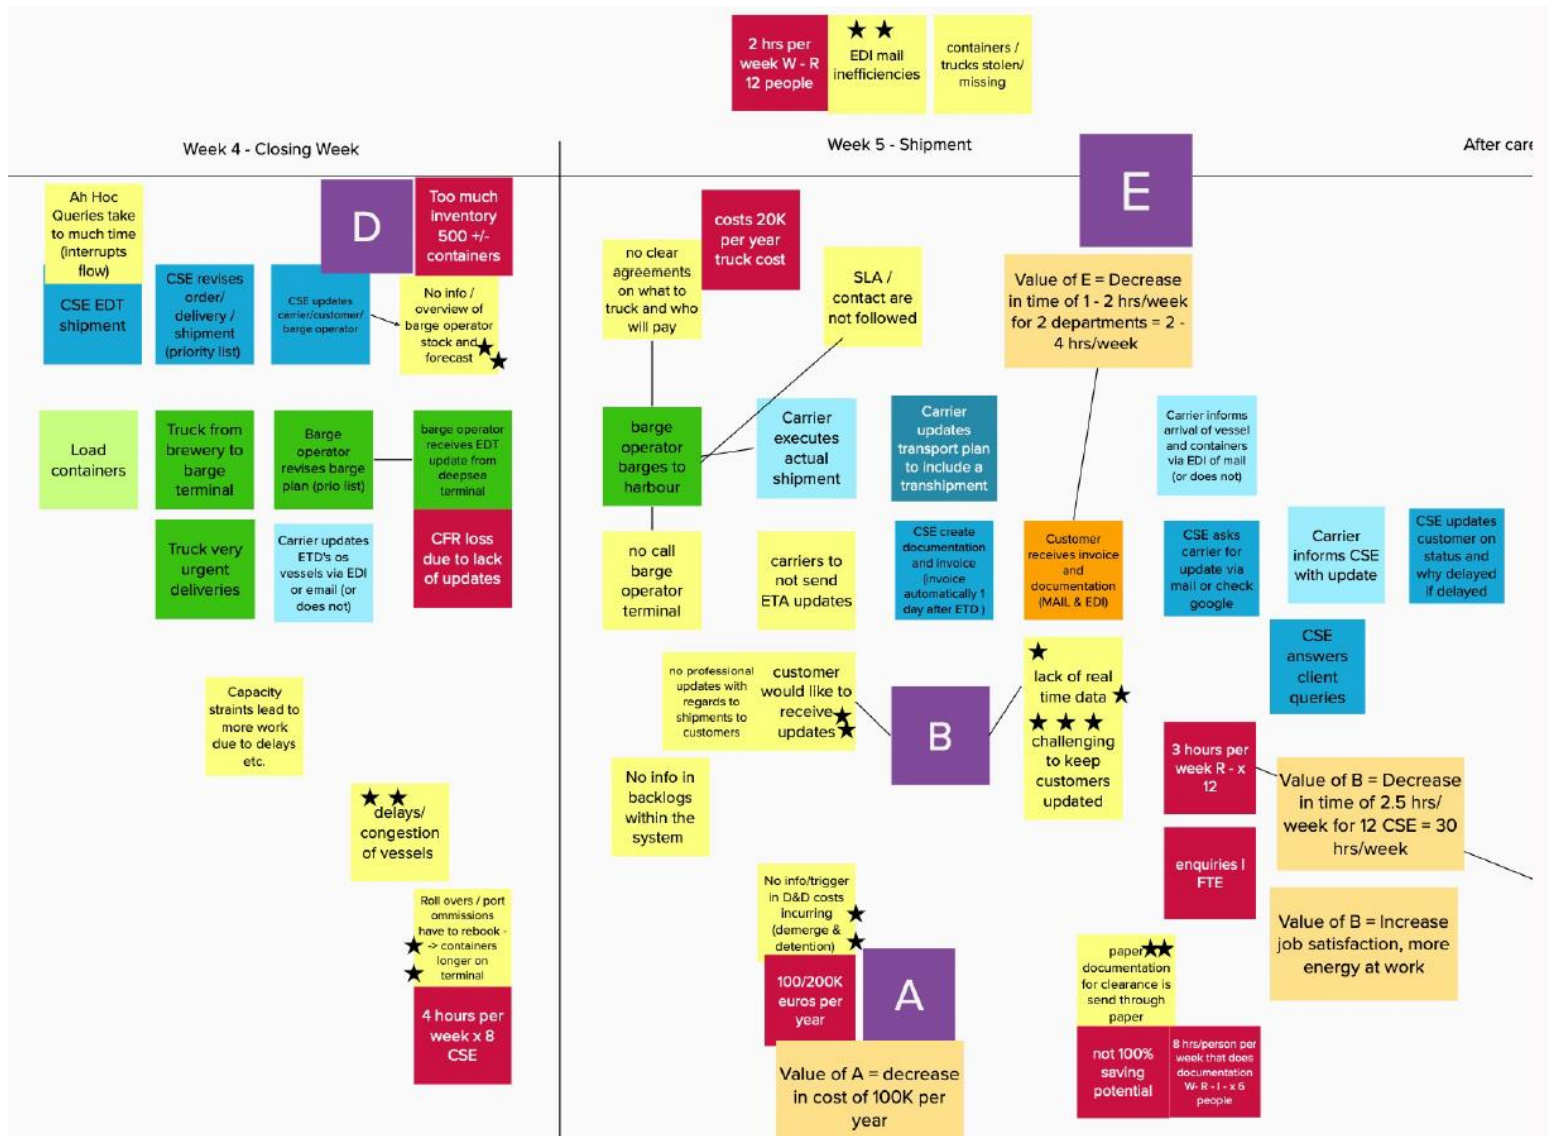 2 hrs per
week W - R
12 people
EDI mail
inefficiencies
containers /
trucks stolen/
missing
Week 4 - Closing Week
Week 5 - Shipment
After care
Ah Hoc
Queries take
to much time
(interrupts
flow)
D
Too much
inventory
500 +/-
containers
CSE EDT
shipment
CSE revises
order/
delivery /
shipment
(priority list)
CSE updates
carrier/customer/
barge operator
No info /
overview of
barge operator
stock and
forecast
Load
containers
Truck from
brewery to
barge
terminal
Barge
operator
revises barge
plan (prio list)
barge operator
receives EDT
update from
deepsea
terminal
Truck very
urgent
deliveries
Carrier updates
ETD's os
vessels via EDI
or email (or
does not)
CFR loss
due to lack
of updates
Capacity
straints lead to
more work
due to delays
etc.
delays/
congestion
of vessels
Roll overs / port
ommissions
have to rebook -
-> containers
longer on
terminal
4 hours per
week x 8
CSE
no clear
agreements
on what to
truck and who
will pay
costs 20K
per year
truck cost
SLA /
contact are
not followed
E
Value of E = Decrease
in time of 1 - 2 hrs/week
for 2 departments = 2 -
4 hrs/week
barge
operator
barges to
harbour
Carrier
executes
actual
shipment
Carrier
updates
transport plan
to include a
transhipment
Carrier informs
arrival of vessel
and containers
via EDI of mail
(or does not)
no call
barge
operator
terminal
carriers to
not send
ETA updates
CSE create
documentation
and invoice
(invoice
automatically 1
day after ETD )
Customer
receives invoice
and
documentation
(MAIL & EDI)
CSE asks
carrier for
update via
mail or check
google
Carrier
informs CSE
with update
CSE updates
customer on
status and
why delayed
if delayed
CSE
answers
client
queries
no professional
updates with
regards to
shipments to
customers
customer
would like to
receive
updates
B
lack of real
time data
challenging
to keep
customers
updated
No info in
backlogs
within the
system
3 hours per
week R - x
12
Value of B = Decrease
in time of 2.5 hrs/
week for 12 CSE = 30
hrs/week
enquiries I
FTE
Value of B = Increase
job satisfaction, more
energy at work
No info/trigger
in D&D costs
incurring
(demerge &
detention)
100/200K
euros per
year
A
Value of A = decrease
in cost of 100K per
year
paper
documentation
for clearance is
send through
paper
not 100%
saving
potential
8 hrs/person per
week that does
documentation
W- R - I - x 6
people